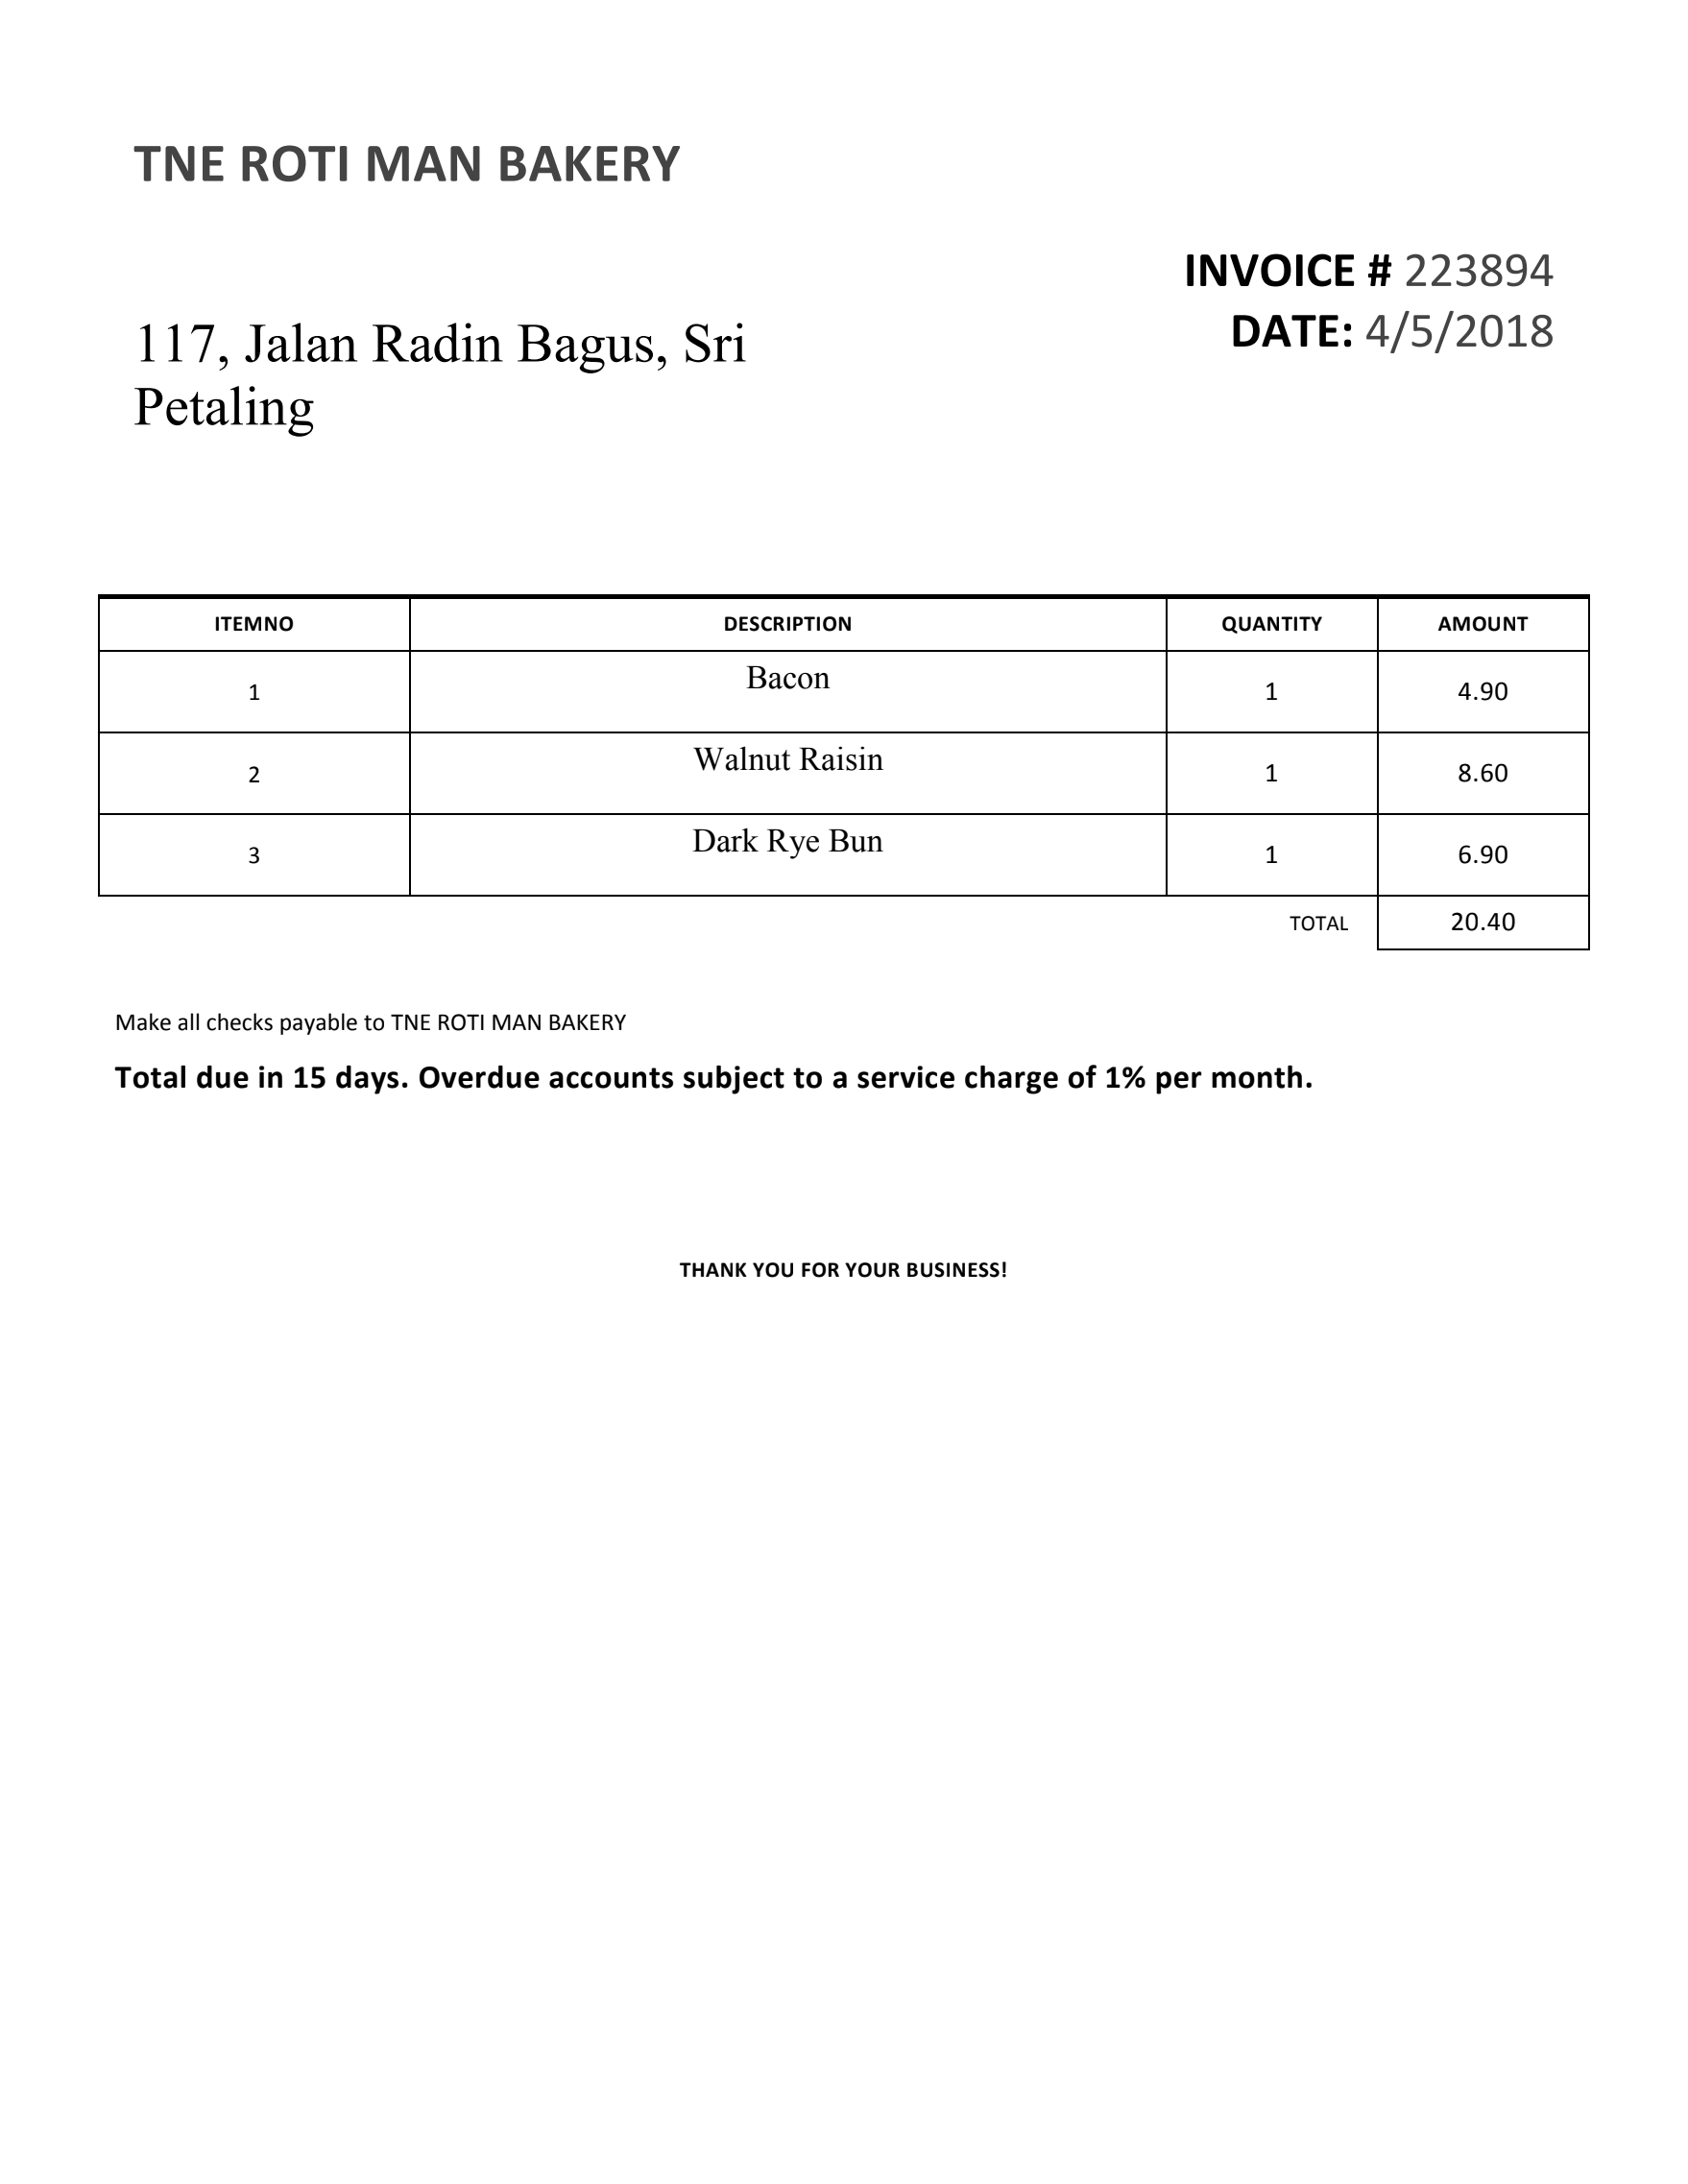 TNE ROTI MAN BAKERY
INVOICE # 223894
DATE: 4/5/2018
117, Jalan Radin Bagus, Sri
Petaling
ITEMNO DESCRIPTION QUANTITY AMOUNT
1 Bacon 1 4.90
2 Walnut Raisin 1 8.60
3 Dark Rye Bun 1 6.90
TOTAL 20.40
Make all checks payable to TNE ROTI MAN BAKERY
Total due in 15 days. Overdue accounts subject to a service charge of 1% per month.
THANK YOU FOR YOUR BUSINESS!